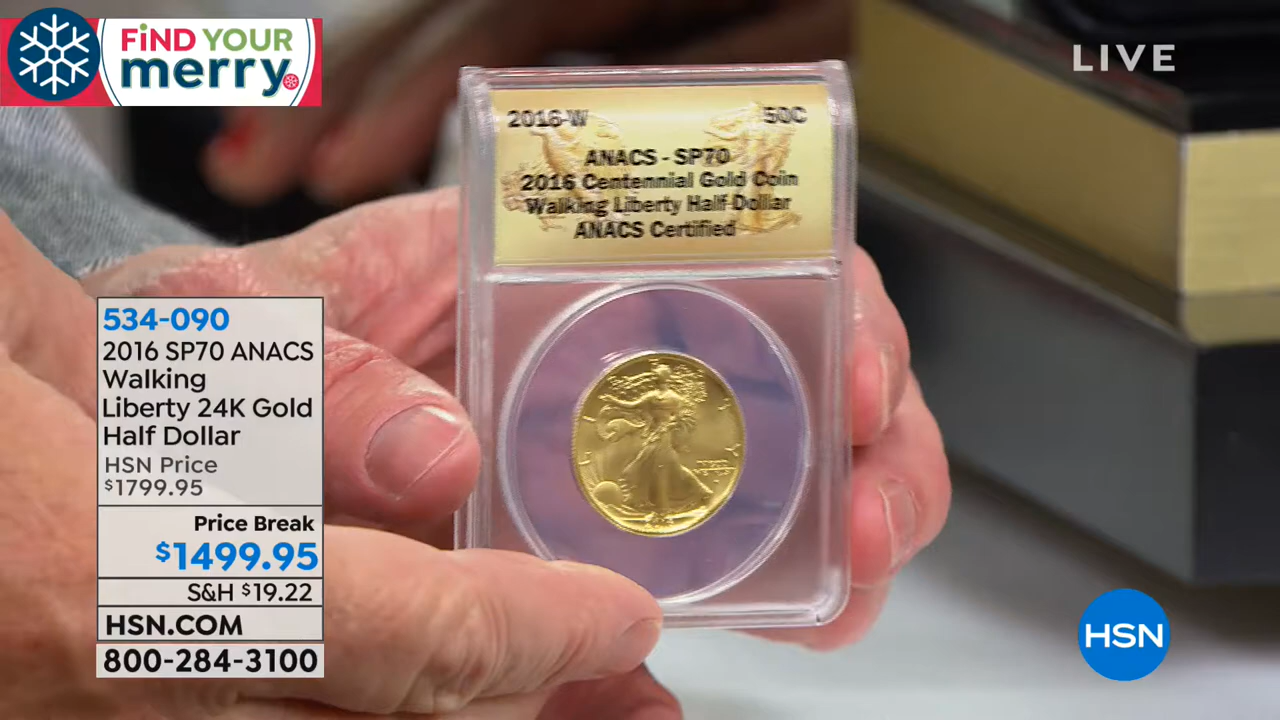 FiND YOUR
merry.
LIVE
2016-W 50C
ANACS - SP70
2016 Centennial Gold Coin
Walking Liberty Half Dollar
ANACS Certified
534-090
2016 SP70 ANACS
Walking
Liberty 24K Gold
Half Dollar
HSN Price
$1799.95
Price Break
$1499.95
S&H $19.22
HSN.COM
800-284-3100
HSN